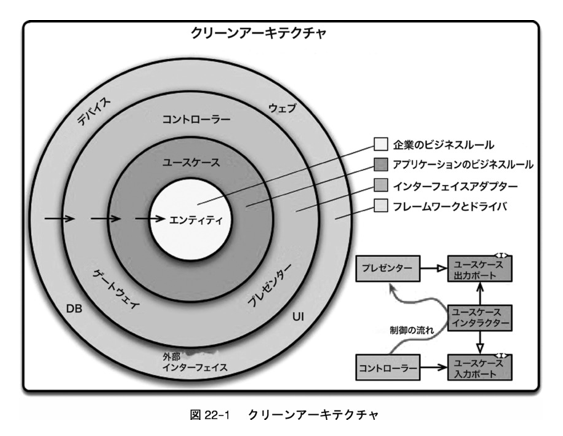 クリーンアーキテクチャ
デバイス
ウェブ
コントローラー
ユースケース
エンティティ
ゲートウェイ
プレゼンター
DB
UI
外部
インターフェイス
企業のビジネスルール
アプリケーションのビジネスルール
インターフェイスアダプター
フレームワークとドライバ
プレゼンター
ユースケース
出力ポート
ユースケース
インタラクター
制御の流れ
コントローラー
ユースケース
入力ポート
図 22-1 クリーンアーキテクチャ